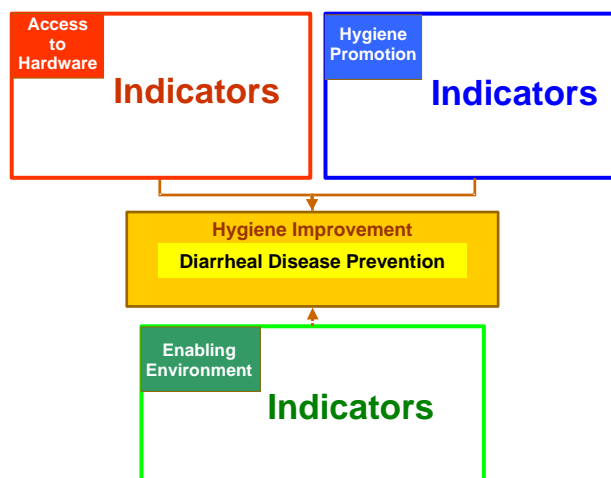 Access
to
Hardware
Indicators
Hygiene
Promotion
Indicators
Hygiene Improvement
Diarrheal Disease Prevention
Enabling
Environment
Indicators